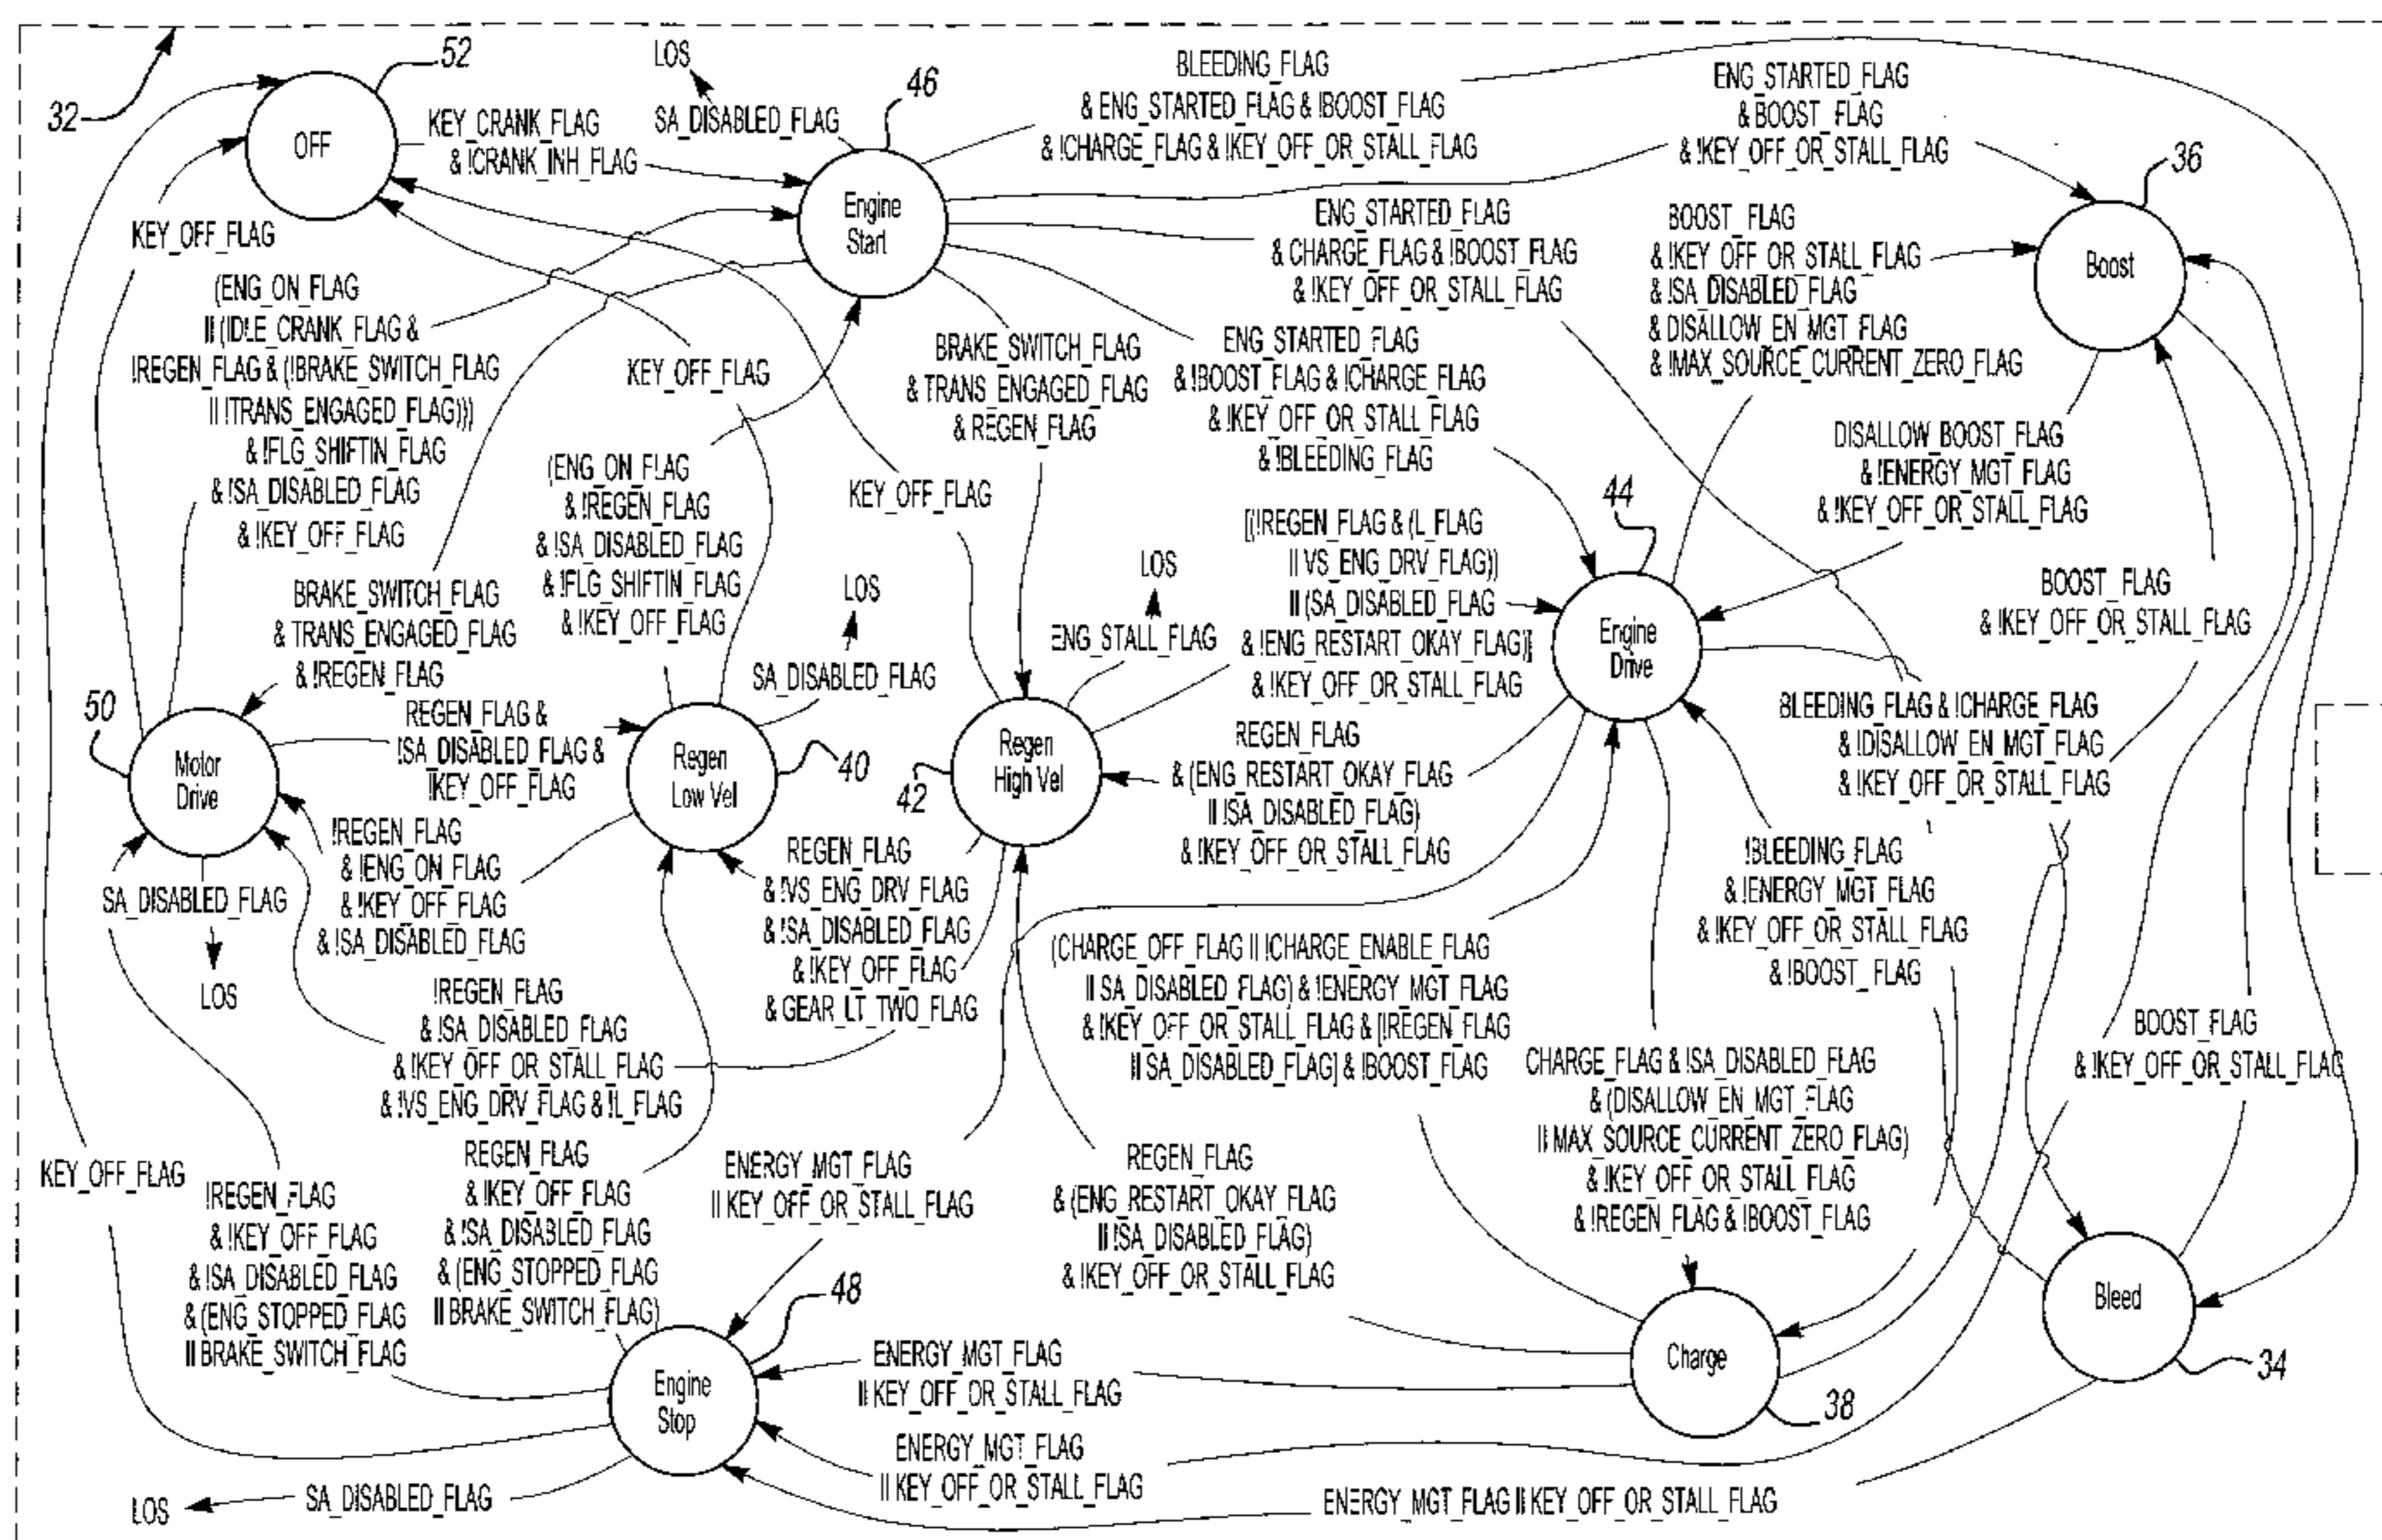 52
32
OFF
KEY_CRANK_FLAG
& !CRANK_INH_FLAG
LOS
SA_DISABLED_FLAG
46
Engine
Start
BLEEDING_FLAG
& ENG_STARTED_FLAG & !BOOST_FLAG
& !CHARGE_FLAG & !KEY_OFF_OR_STALL_FLAG
ENG_STARTED_FLAG
& BOOST_FLAG
& !KEY_OFF_OR_STALL_FLAG
36
Boost
KEY_OFF_FLAG
(ENG_ON_FLAG
|| (IDLE_CRANK_FLAG &
!REGEN_FLAG & (!BRAKE_SWITCH_FLAG
|| !TRANS_ENGAGED_FLAG)))
& !FLG_SHIFTIN_FLAG
& !SA_DISABLED_FLAG
& !KEY_OFF_FLAG
KEY_OFF_FLAG
ENG_STARTED_FLAG
& CHARGE_FLAG & !BOOST_FLAG
& !KEY_OFF_OR_STALL_FLAG
BOOST_FLAG
& !KEY_OFF_OR_STALL_FLAG
& !SA_DISABLED_FLAG
& DISALLOW_EN_MGT_FLAG
& !MAX_SOURCE_CURRENT_ZERO_FLAG
BRAKE_SWITCH_FLAG
& TRANS_ENGAGED_FLAG
& REGEN_FLAG
ENG_STARTED_FLAG
& !BOOST_FLAG & !CHARGE_FLAG
& !KEY_OFF_OR_STALL_FLAG
& !BLEEDING_FLAG
DISALLOW_BOOST_FLAG
& !ENERGY_MGT_FLAG
& !KEY_OFF_OR_STALL_FLAG
(ENG_ON_FLAG
& !REGEN_FLAG
& !SA_DISABLED_FLAG
& !FLG_SHIFTIN_FLAG
& !KEY_OFF_FLAG
KEY_OFF_FLAG
44
Engine
Drive
[(!REGEN_FLAG & (L_FLAG
|| VS_ENG_DRV_FLAG))
|| (SA_DISABLED_FLAG
& !ENG_RESTART_OKAY_FLAG)]
& !KEY_OFF_OR_STALL_FLAG
BRAKE_SWITCH_FLAG
& TRANS_ENGAGED_FLAG
& !REGEN_FLAG
LOS
SA_DISABLED_FLAG
LOS
ENG_STALL_FLAG
BOOST_FLAG
& !KEY_OFF_OR_STALL_FLAG
50
Motor
Drive
REGEN_FLAG &
!SA_DISABLED_FLAG &
!KEY_OFF_FLAG
Regen
Low Vel
40
42
Regen
High Vel
REGEN_FLAG
& (ENG_RESTART_OKAY_FLAG
|| !SA_DISABLED_FLAG)
& !KEY_OFF_OR_STALL_FLAG
BLEEDING_FLAG & !CHARGE_FLAG
& !DISALLOW_EN_MGT_FLAG
& !KEY_OFF_OR_STALL_FLAG
SA_DISABLED_FLAG
LOS
!REGEN_FLAG
& !ENG_ON_FLAG
& !KEY_OFF_FLAG
& !SA_DISABLED_FLAG
REGEN_FLAG
& !VS_ENG_DRV_FLAG
& !SA_DISABLED_FLAG
& !KEY_OFF_FLAG
& GEAR_LT_TWO_FLAG
!BLEEDING_FLAG
& !ENERGY_MGT_FLAG
& !KEY_OFF_OR_STALL_FLAG
& !BOOST_FLAG
!REGEN_FLAG
& !SA_DISABLED_FLAG
& !KEY_OFF_OR_STALL_FLAG
& !VS_ENG_DRV_FLAG & !L_FLAG
(CHARGE_OFF_FLAG || !CHARGE_ENABLE_FLAG
|| SA_DISABLED_FLAG) & !ENERGY_MGT_FLAG
& !KEY_OFF_OR_STALL_FLAG & [!REGEN_FLAG
|| SA_DISABLED_FLAG] & !BOOST_FLAG
CHARGE_FLAG & !SA_DISABLED_FLAG
& (DISALLOW_EN_MGT_FLAG
|| MAX_SOURCE_CURRENT_ZERO_FLAG)
& !KEY_OFF_OR_STALL_FLAG
& !REGEN_FLAG & !BOOST_FLAG
BOOST_FLAG
& !KEY_OFF_OR_STALL_FLAG
KEY_OFF_FLAG
!REGEN_FLAG
& !KEY_OFF_FLAG
& !SA_DISABLED_FLAG
& (ENG_STOPPED_FLAG
|| BRAKE_SWITCH_FLAG
REGEN_FLAG
& !KEY_OFF_FLAG
& !SA_DISABLED_FLAG
& (ENG_STOPPED_FLAG
|| BRAKE_SWITCH_FLAG)
ENERGY_MGT_FLAG
|| KEY_OFF_OR_STALL_FLAG
REGEN_FLAG
& (ENG_RESTART_OKAY_FLAG
|| !SA_DISABLED_FLAG)
& !KEY_OFF_OR_STALL_FLAG
48
Engine
Stop
ENERGY_MGT_FLAG
|| KEY_OFF_OR_STALL_FLAG
Charge
38
Bleed
34
ENERGY_MGT_FLAG
|| KEY_OFF_OR_STALL_FLAG
LOS
SA_DISABLED_FLAG
ENERGY_MGT_FLAG || KEY_OFF_OR_STALL_FLAG